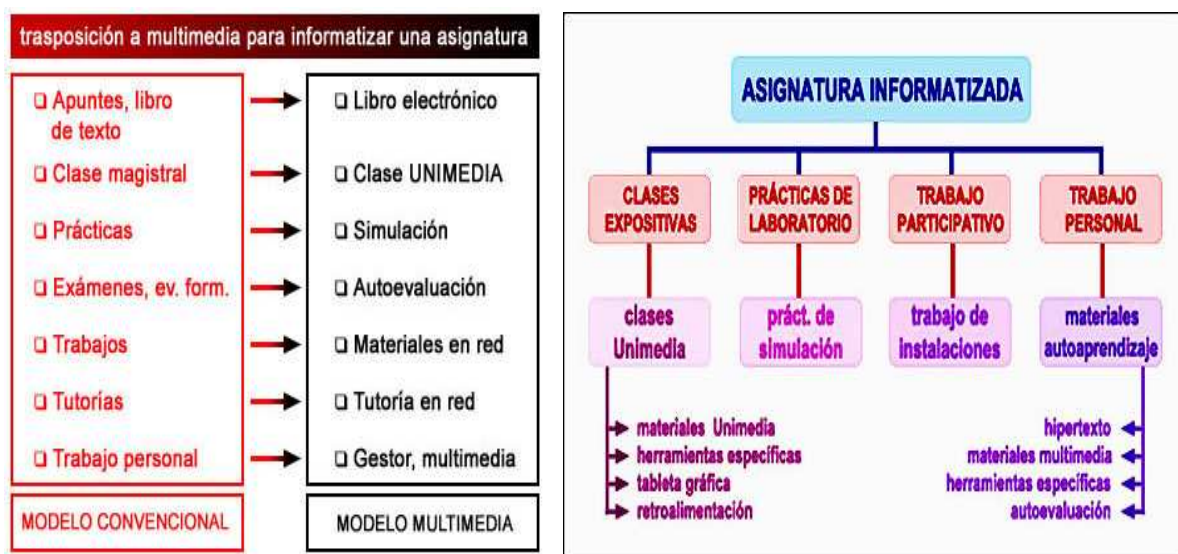 trasposición a multimedia para informatizar una asignatura
❑ Apuntes, libro
de texto
❑ Clase magistral
❑ Prácticas
❑ Exámenes, ev. form.
❑ Trabajos
❑ Tutorías
❑ Trabajo personal
MODELO CONVENCIONAL
❑ Libro electrónico
❑ Clase UNIMEDIA
❑ Simulación
❑ Autoevaluación
❑ Materiales en red
❑ Tutoría en red
❑ Gestor, multimedia
MODELO MULTIMEDIA
ASIGNATURA INFORMATIZADA
CLASES
EXPOSITIVAS
PRÁCTICAS DE
LABORATORIO
TRABAJO
PARTICIPATIVO
TRABAJO
PERSONAL
clases
Unimedia
práct. de
simulación
trabajo de
instalaciones
materiales
autoaprendizaje
materiales Unimedia
herramientas específicas
tableta gráfica
retroalimentación
hipertexto
materiales multimedia
herramientas específicas
autoevaluación